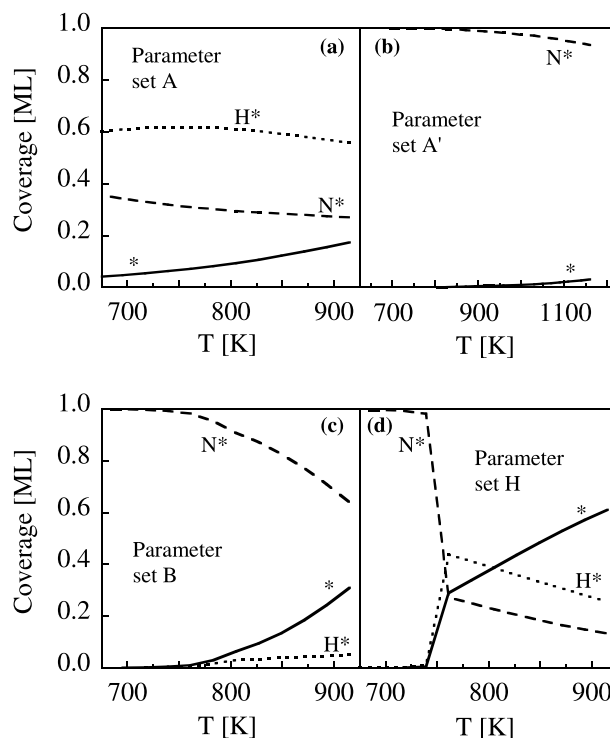 Coverage [ML]
1.0
0.8
0.6
0.4
0.2
0.0
Parameter
set A
(a)
H*
N*
*
700
800
900
T [K]
(b)
N*
Parameter
set A'
*
700
900
1100
T [K]
Coverage [ML]
1.0
0.8
0.6
0.4
0.2
0.0
(c)
N*
Parameter
set B
*
H*
700
800
900
T [K]
(d)
N*
Parameter
set H
*
H*
700
800
900
T [K]